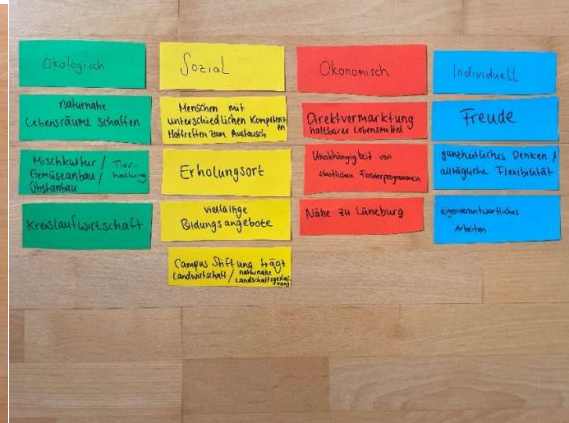 Ökologisch
naturnahe
Lebensräume schaffen
Mischkultur / Tier-
Gemüseanbau / haltung
Obstanbau
Kreislaufwirtschaft
Sozial
Menschen mit
unterschiedlichen Kompetenzen
Hoftreffen zum Austausch
Erholungsort
vielfältige
Bildungsangebote
Campus Stiftung trägt
Landwirtschaft / naturnahe
Landschaftsgestaltung
Ökonomisch
Direktvermarktung
haltbarer Lebensmittel
Unabhängigkeit von
staatlichen Förderprogrammen
Nähe zu Lüneburg
Individuell
Freude
ganzheitliches Denken /
alltägliche Flexibilität
eigenverantwortliches
Arbeiten